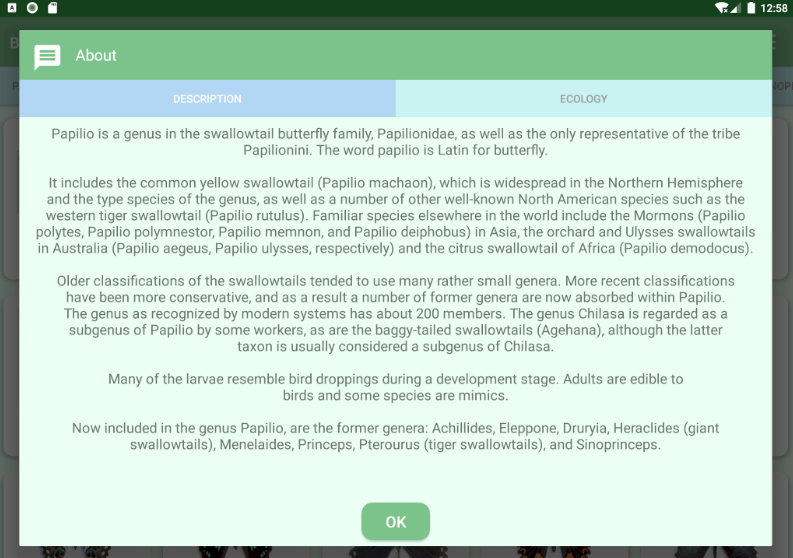 12:58
About
DESCRIPTION
ECOLOGY
Papilio is a genus in the swallowtail butterfly family, Papilionidae, as well as the only representative of the tribe
Papilionini. The word papilio is Latin for butterfly.
It includes the common yellow swallowtail (Papilio machaon), which is widespread in the Northern Hemisphere
and the type species of the genus, as well as a number of other well-known North American species such as the
western tiger swallowtail (Papilio rutulus). Familiar species elsewhere in the world include the Mormons (Papilio
polytes, Papilio polymnestor, Papilio memnon, and Papilio deiphobus) in Asia, the orchard and Ulysses swallowtails
in Australia (Papilio aegeus, Papilio ulysses, respectively) and the citrus swallowtail of Africa (Papilio demodocus).
Older classifications of the swallowtails tended to use many rather small genera. More recent classifications
have been more conservative, and as a result a number of former genera are now absorbed within Papilio.
The genus as recognized by modern systems has about 200 members. The genus Chilasa is regarded as a
subgenus of Papilio by some workers, as are the baggy-tailed swallowtails (Agehana), although the latter
taxon is usually considered a subgenus of Chilasa.
Many of the larvae resemble bird droppings during a development stage. Adults are edible to
birds and some species are mimics.
Now included in the genus Papilio, are the former genera: Achillides, Eleppone, Druryia, Heraclides (giant
swallowtails), Menelaides, Princeps, Pterourus (tiger swallowtails), and Sinoprinceps.
OK